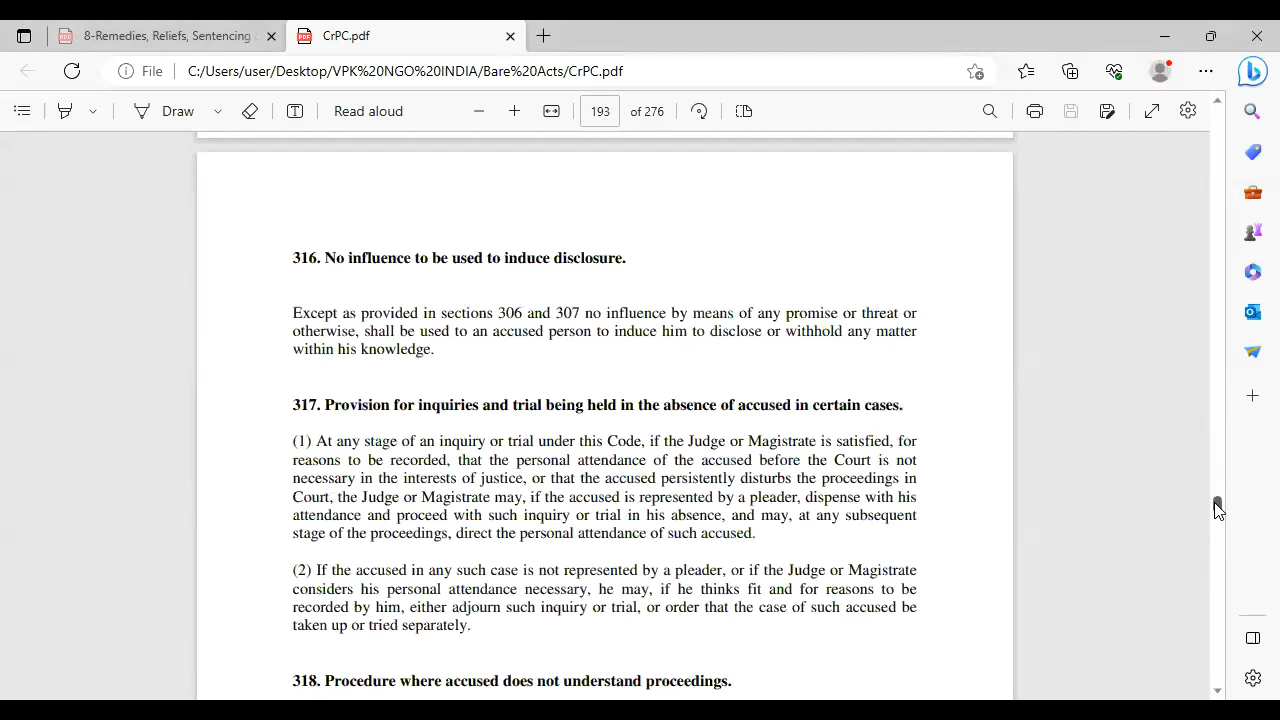 8-Remedies, Reliefs, Sentencing
CrPC.pdf
File
C:/Users/user/Desktop/VPK%20NGO%20INDIA/Bare%20Acts/CrPC.pdf
Draw
Read aloud
193
of 276
316. No influence to be used to induce disclosure.
Except as provided in sections 306 and 307 no influence by means of any promise or threat or
otherwise, shall be used to an accused person to induce him to disclose or withhold any matter
within his knowledge.
317. Provision for inquiries and trial being held in the absence of accused in certain cases.
(1) At any stage of an inquiry or trial under this Code, if the Judge or Magistrate is satisfied, for
reasons to be recorded, that the personal attendance of the accused before the Court is not
necessary in the interests of justice, or that the accused persistently disturbs the proceedings in
Court, the Judge or Magistrate may, if the accused is represented by a pleader, dispense with his
attendance and proceed with such inquiry or trial in his absence, and may, at any subsequent
stage of the proceedings, direct the personal attendance of such accused.
(2) If the accused in any such case is not represented by a pleader, or if the Judge or Magistrate
considers his personal attendance necessary, he may, if he thinks fit and for reasons to be
recorded by him, either adjourn such inquiry or trial, or order that the case of such accused be
taken up or tried separately.
318. Procedure where accused does not understand proceedings.